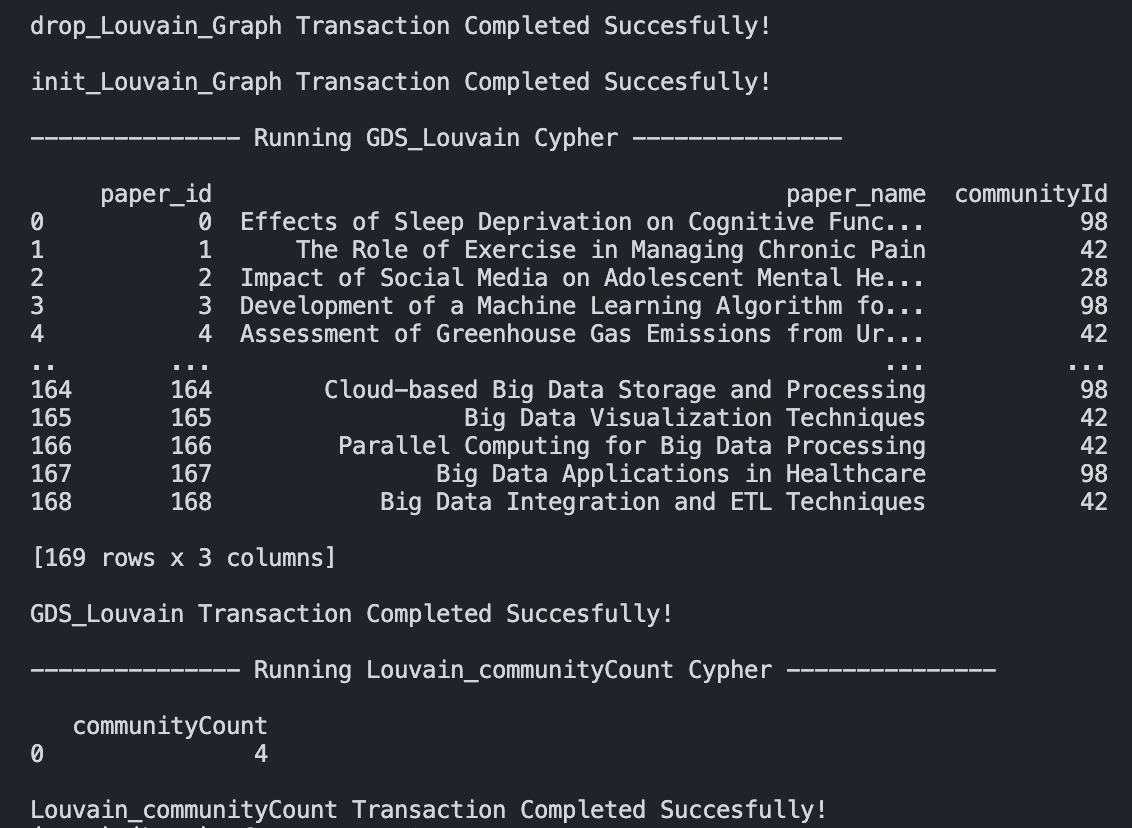 drop_Louvain_Graph Transaction Completed Succesfully!
init_Louvain_Graph Transaction Completed Succesfully!
--------------- Running GDS_Louvain Cypher ---------------
paper_id paper_name communityId
0 0 Effects of Sleep Deprivation on Cognitive Func... 98
1 1 The Role of Exercise in Managing Chronic Pain 42
2 2 Impact of Social Media on Adolescent Mental He... 28
3 3 Development of a Machine Learning Algorithm fo... 98
4 4 Assessment of Greenhouse Gas Emissions from Ur... 42
.. ... ... ...
164 164 Cloud-based Big Data Storage and Processing 98
165 165 Big Data Visualization Techniques 42
166 166 Parallel Computing for Big Data Processing 42
167 167 Big Data Applications in Healthcare 98
168 168 Big Data Integration and ETL Techniques 42
[169 rows x 3 columns]
GDS_Louvain Transaction Completed Succesfully!
--------------- Running Louvain_communityCount Cypher ---------------
communityCount
0 4
Louvain_communityCount Transaction Completed Succesfully!